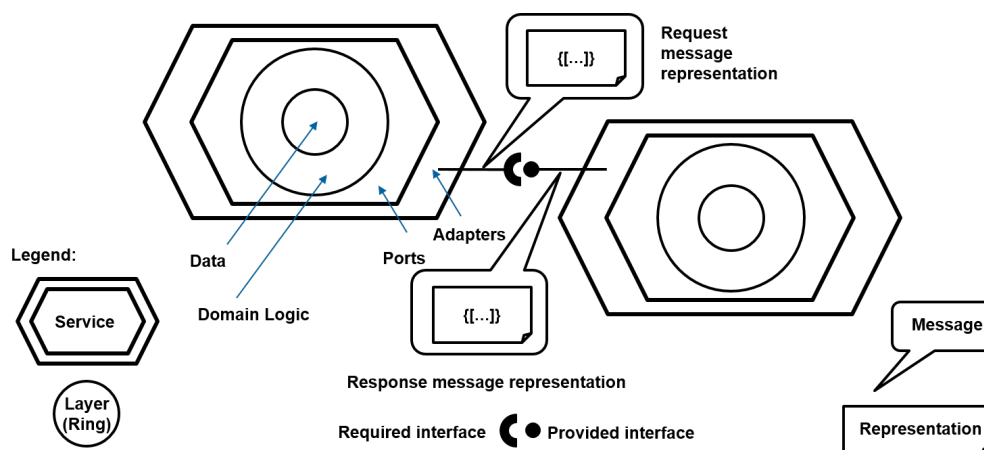 {[…]}
Request
message
representation
Adapters
Ports
Data
Legend:
Domain Logic
Service
{[…]}
Message
Response message representation
Layer
(Ring)
Required interface
Provided interface
Representation